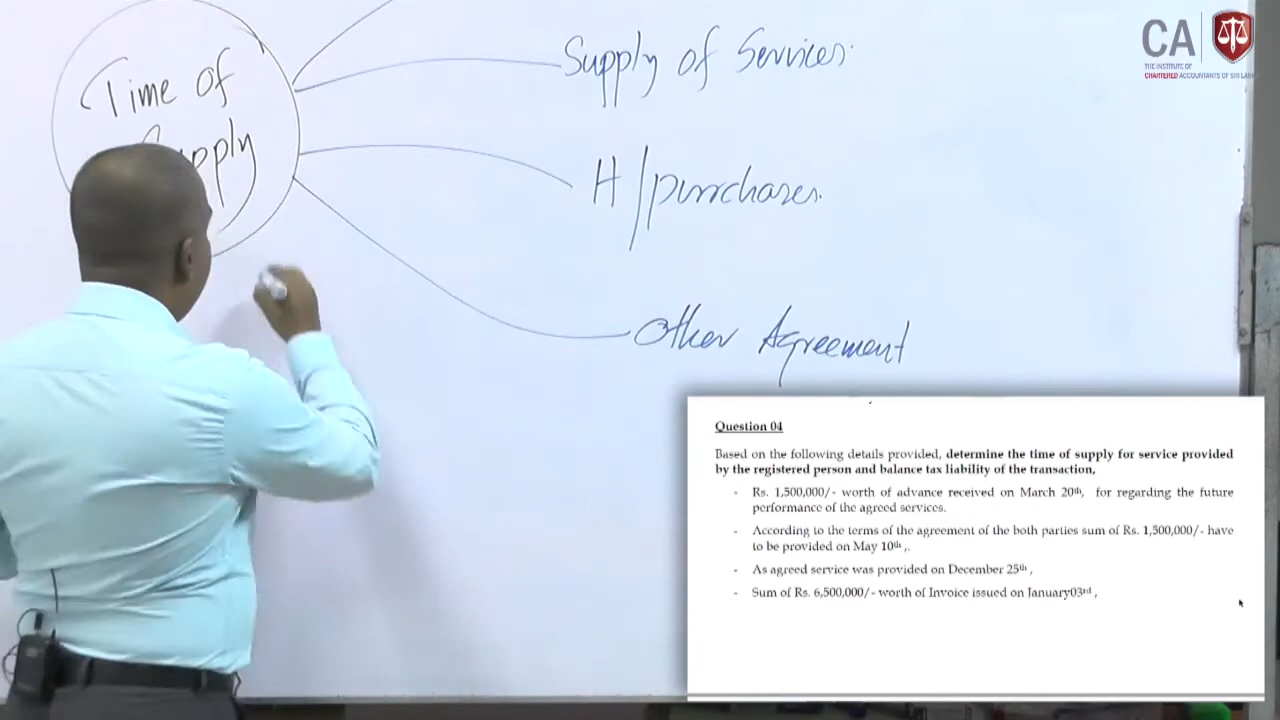 CA
THE INSTITUTE OF
CHARTERED ACCOUNTANTS OF SRI LANKA
Time of
Supply
Supply of Services.
H/purchases.
Other Agreement
Question 04
Based on the following details provided, determine the time of supply for service provided
by the registered person and balance tax liability of the transaction,
- Rs. 1,500,000/- worth of advance received on March 20th, for regarding the future
performance of the agreed services.
- According to the terms of the agreement of the both parties sum of Rs. 1,500,000/- have
to be provided on May 10th ,.
- As agreed service was provided on December 25th ,
- Sum of Rs. 6,500,000/- worth of Invoice issued on January03rd ,